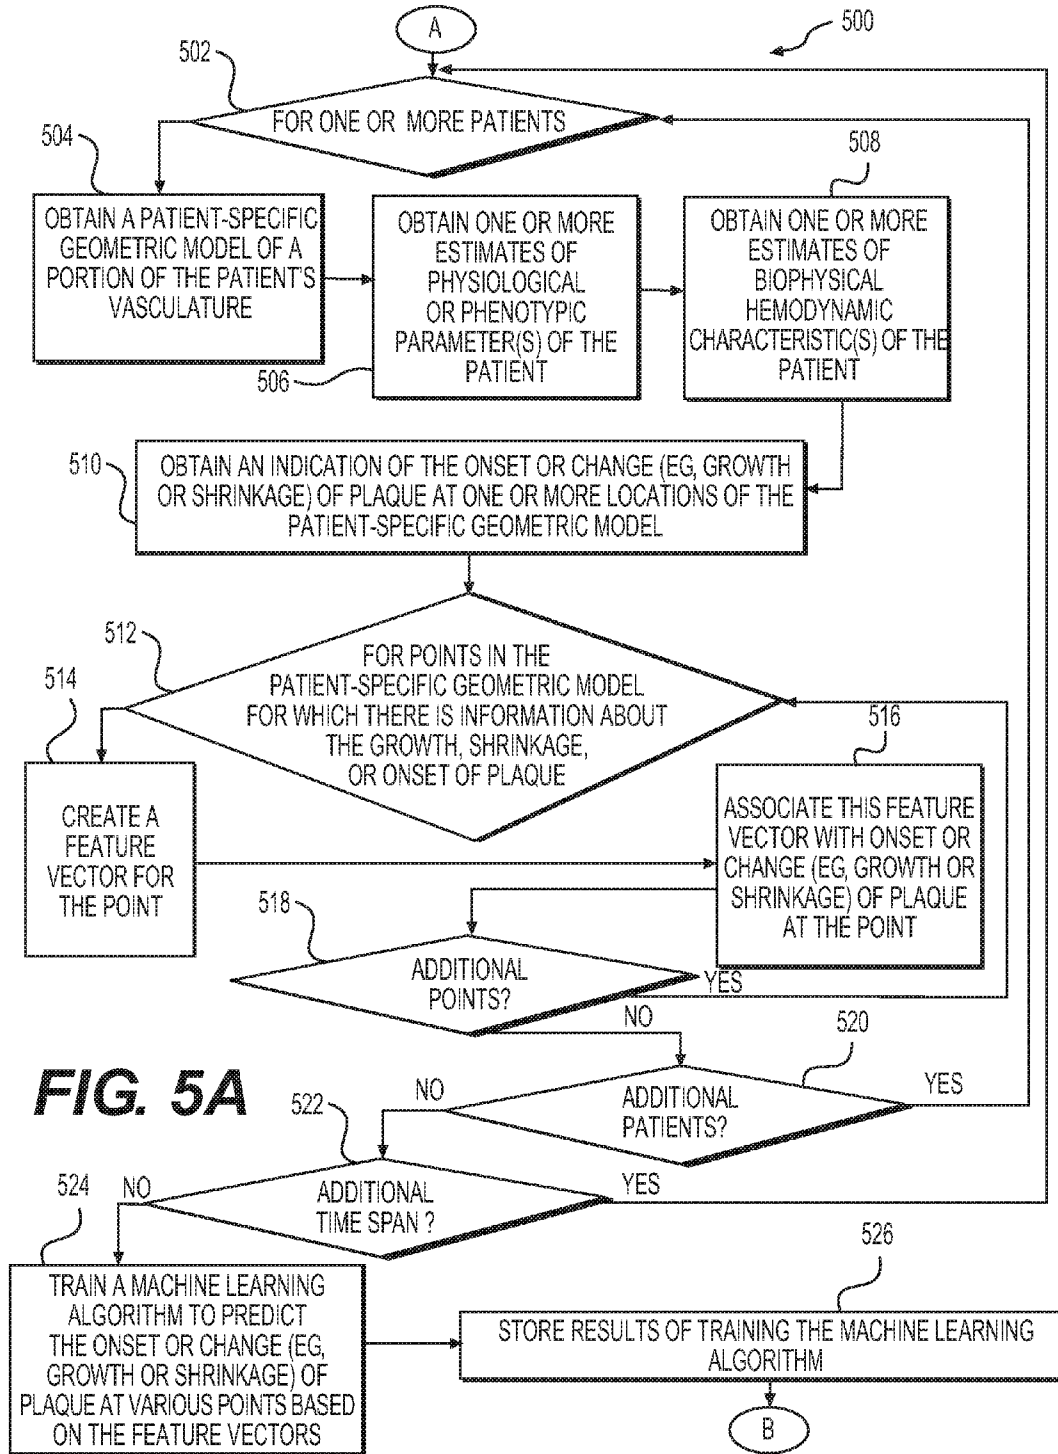 A
500
502
FOR ONE OR MORE PATIENTS
504
508
OBTAIN A PATIENT-SPECIFIC
GEOMETRIC MODEL OF A
PORTION OF THE PATIENT'S
VASCULATURE
OBTAIN ONE OR MORE
ESTIMATES OF
PHYSIOLOGICAL
OR PHENOTYPIC
PARAMETER(S) OF THE
PATIENT
506
OBTAIN ONE OR MORE
ESTIMATES OF
BIOPHYSICAL
HEMODYNAMIC
CHARACTERISTIC(S) OF THE
PATIENT
510
OBTAIN AN INDICATION OF THE ONSET OR CHANGE (EG, GROWTH
OR SHRINKAGE) OF PLAQUE AT ONE OR MORE LOCATIONS OF THE
PATIENT-SPECIFIC GEOMETRIC MODEL
512
FOR POINTS IN THE
PATIENT-SPECIFIC GEOMETRIC MODEL
FOR WHICH THERE IS INFORMATION ABOUT
THE GROWTH, SHRINKAGE,
OR ONSET OF PLAQUE
514
CREATE A
FEATURE
VECTOR FOR
THE POINT
516
ASSOCIATE THIS FEATURE
VECTOR WITH ONSET OR
CHANGE (EG, GROWTH OR
SHRINKAGE) OF PLAQUE
AT THE POINT
518
ADDITIONAL
POINTS?
YES
NO
520
ADDITIONAL
PATIENTS?
YES
NO
FIG. 5A
522
ADDITIONAL
TIME SPAN ?
YES
NO
524
TRAIN A MACHINE LEARNING
ALGORITHM TO PREDICT
THE ONSET OR CHANGE (EG,
GROWTH OR SHRINKAGE) OF
PLAQUE AT VARIOUS POINTS BASED
ON THE FEATURE VECTORS
526
STORE RESULTS OF TRAINING THE MACHINE LEARNING
ALGORITHM
B